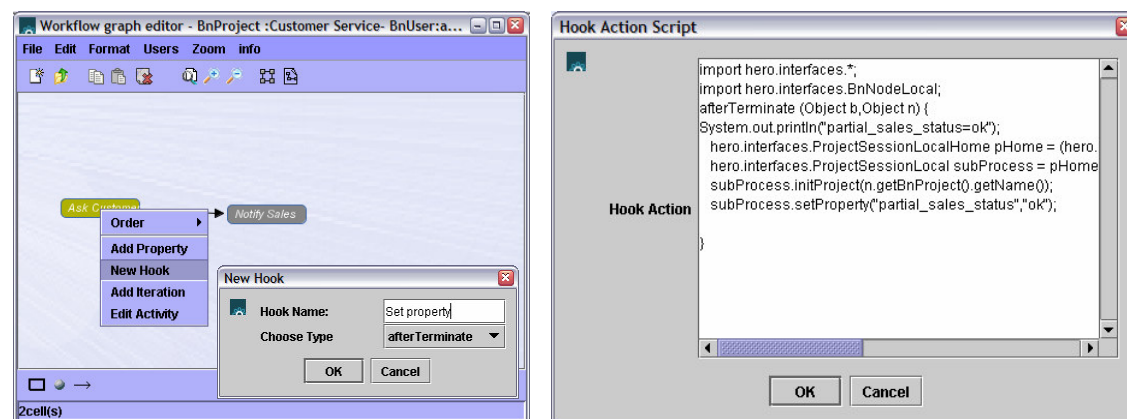 Workflow graph editor - BnProject :Customer Service- BnUser:a...
File Edit Format Users Zoom info
Ask Customer
Notify Sales
Order
Add Property
New Hook
Add Iteration
Edit Activity
New Hook
Hook Name:
Set property
Choose Type
afterTerminate
OK Cancel
2cell(s)
Hook Action Script
Hook Action
import hero.interfaces.*;
import hero.interfaces.BnNodeLocal;
afterTerminate (Object b,Object n) {
System.out.println("partial_sales_status=ok");
hero.interfaces.ProjectSessionLocalHome pHome = (hero.
hero.interfaces.ProjectSessionLocal subProcess = pHome
subProcess.initProject(n.getBnProject().getName());
subProcess.setProperty("partial_sales_status","ok");
}
OK Cancel